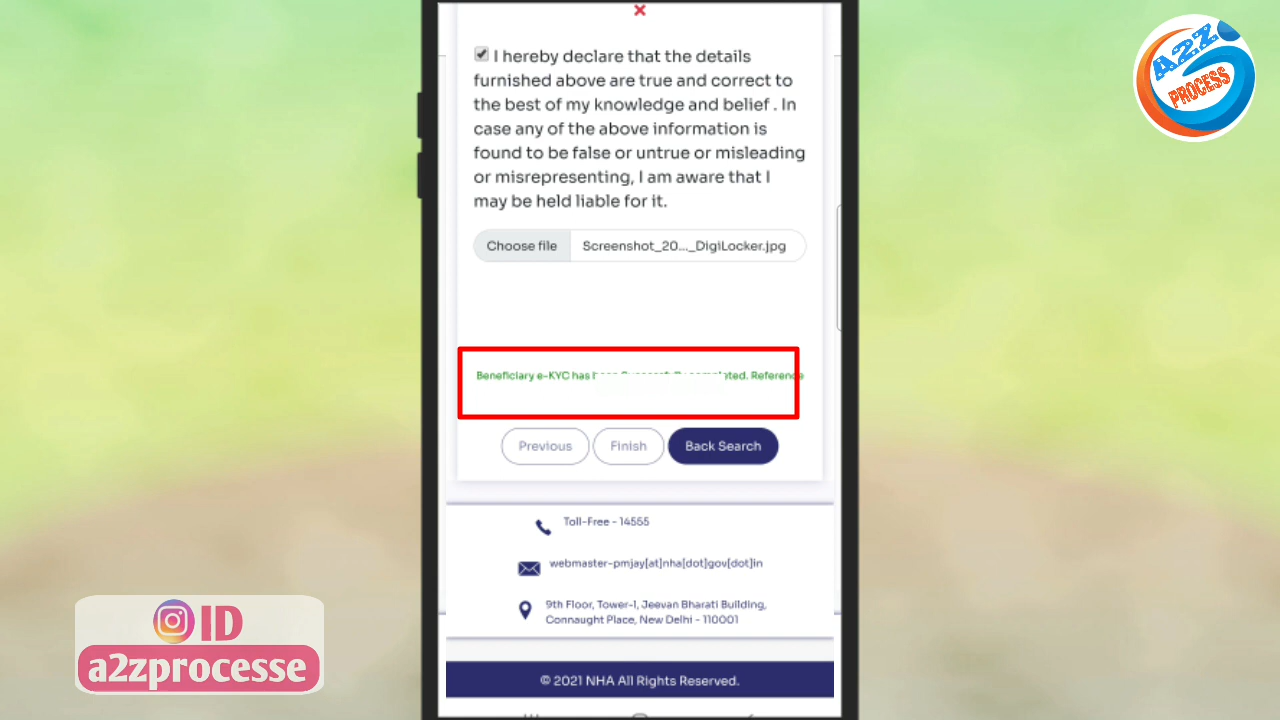 I hereby declare that the details
furnished above are true and correct to
the best of my knowledge and belief . In
case any of the above information is
found to be false or untrue or misleading
or misrepresenting, I am aware that I
may be held liable for it.
Choose file Screenshot_20..._DigiLocker.jpg
Beneficiary e-KYC has been Successfully completed. Reference
Previous Finish Back Search
Toll-Free - 14555
webmaster-pmjay[at]nha[dot]gov[dot]in
9th Floor, Tower-I, Jeevan Bharati Building,
Connaught Place, New Delhi - 110001
© 2021 NHA All Rights Reserved.
A2Z
PROCESS
ID
a2zprocesse